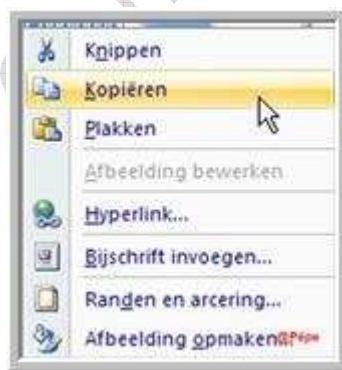 Knippen
Kopiëren
Plakken
Afbeelding bewerken
Hyperlink...
Bijschrift invoegen...
Randen en arcering...
Afbeelding opmaken